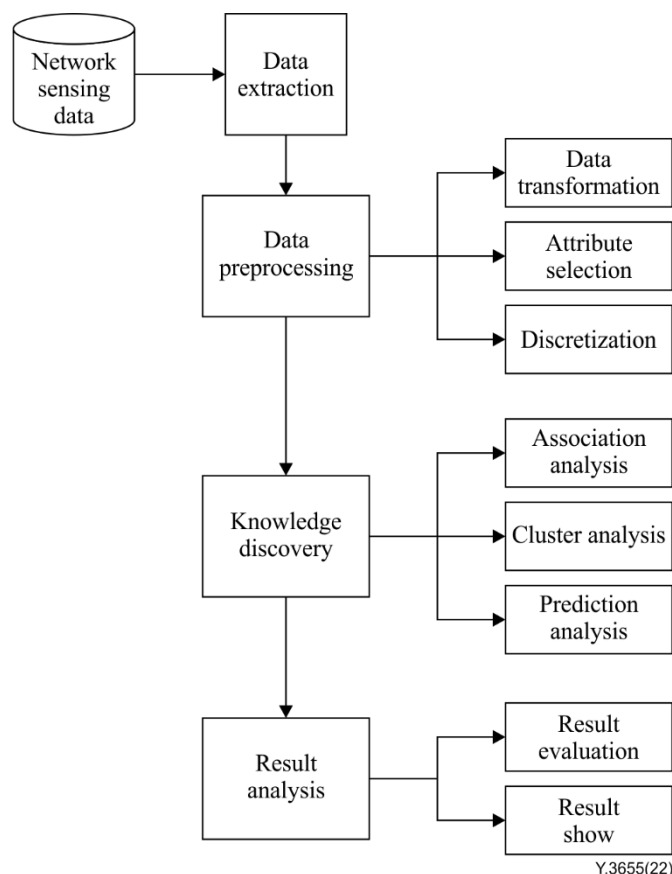 Network
sensing
data
Data
extraction
Data
preprocessing
Data
transformation
Attribute
selection
Discretization
Knowledge
discovery
Association
analysis
Cluster analysis
Prediction
analysis
Result
analysis
Result
evaluation
Result
show
Y.3655(22)